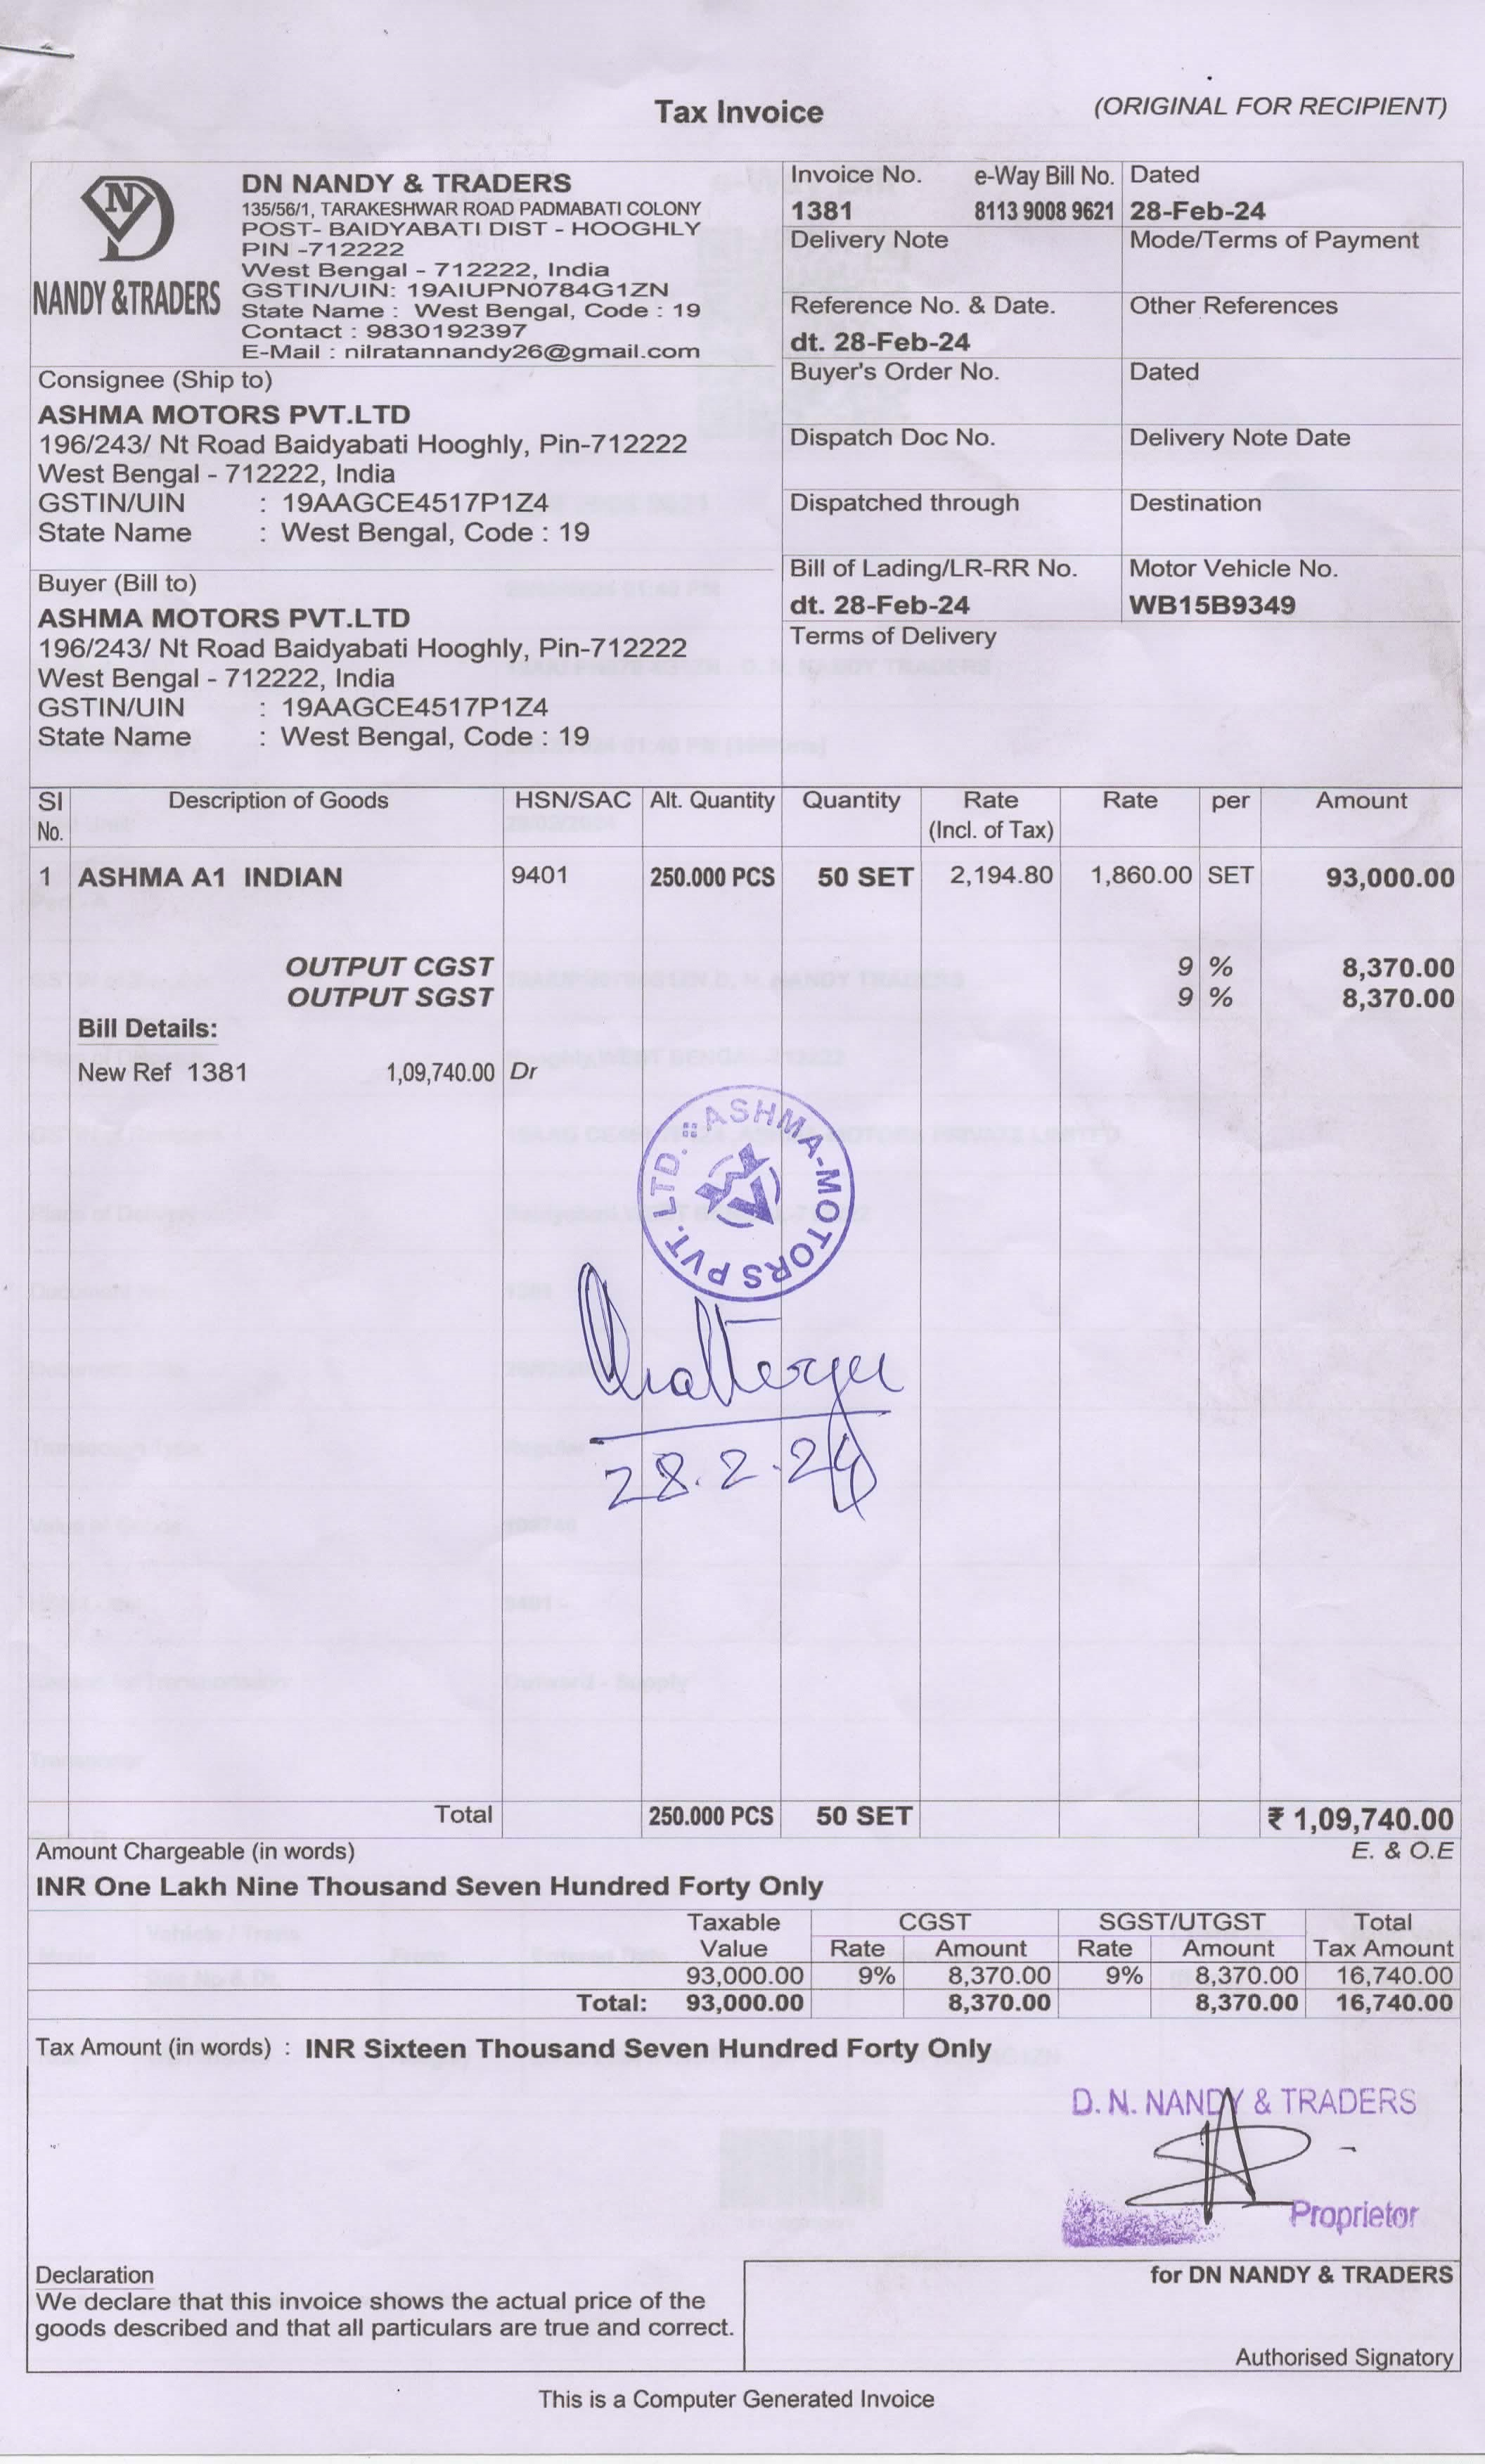 Tax Invoice
(ORIGINAL FOR RECIPIENT)
NANDY &TRADERS
DN NANDY & TRADERS
135/56/1, TARAKESHWAR ROAD PADMABATI COLONY
POST- BAIDYABATI DIST - HOOGHLY
PIN -712222
West Bengal - 712222, India
GSTIN/UIN: 19AIUPN0784G1ZN
State Name : West Bengal, Code : 19
Contact : 9830192397
E-Mail : nilratannandy26@gmail.com
Consignee (Ship to)
ASHMA MOTORS PVT.LTD
196/243/ Nt Road Baidyabati Hooghly, Pin-712222
West Bengal - 712222, India
GSTIN/UIN : 19AAGCE4517P1Z4
State Name : West Bengal, Code : 19
Buyer (Bill to)
ASHMA MOTORS PVT.LTD
196/243/ Nt Road Baidyabati Hooghly, Pin-712222
West Bengal - 712222, India
GSTIN/UIN : 19AAGCE4517P1Z4
State Name : West Bengal, Code : 19
Invoice No. e-Way Bill No. Dated
1381 8113 9008 9621 28-Feb-24
Delivery Note Mode/Terms of Payment
Reference No. & Date. Other References
dt. 28-Feb-24
Buyer's Order No. Dated
Dispatch Doc No. Delivery Note Date
Dispatched through Destination
Bill of Lading/LR-RR No. Motor Vehicle No.
dt. 28-Feb-24 WB15B9349
Terms of Delivery
Sl Description of Goods HSN/SAC Alt. Quantity Quantity Rate Rate per Amount
No. (Incl. of Tax)
1 ASHMA A1 INDIAN 9401 250.000 PCS 50 SET 2,194.80 1,860.00 SET 93,000.00
OUTPUT CGST 9 % 8,370.00
OUTPUT SGST 9 % 8,370.00
Bill Details:
New Ref 1381 1,09,740.00 Dr
ASHMA-MOTORS PVT. LTD.
Chatterjee
28.2.24
Total 250.000 PCS 50 SET ₹ 1,09,740.00
Amount Chargeable (in words) E. & O.E
INR One Lakh Nine Thousand Seven Hundred Forty Only
Taxable CGST SGST/UTGST Total
Value Rate Amount Rate Amount Tax Amount
93,000.00 9% 8,370.00 9% 8,370.00 16,740.00
Total: 93,000.00 8,370.00 8,370.00 16,740.00
Tax Amount (in words) : INR Sixteen Thousand Seven Hundred Forty Only
D. N. NANDY & TRADERS
Proprietor
Declaration
We declare that this invoice shows the actual price of the
goods described and that all particulars are true and correct.
for DN NANDY & TRADERS
Authorised Signatory
This is a Computer Generated Invoice